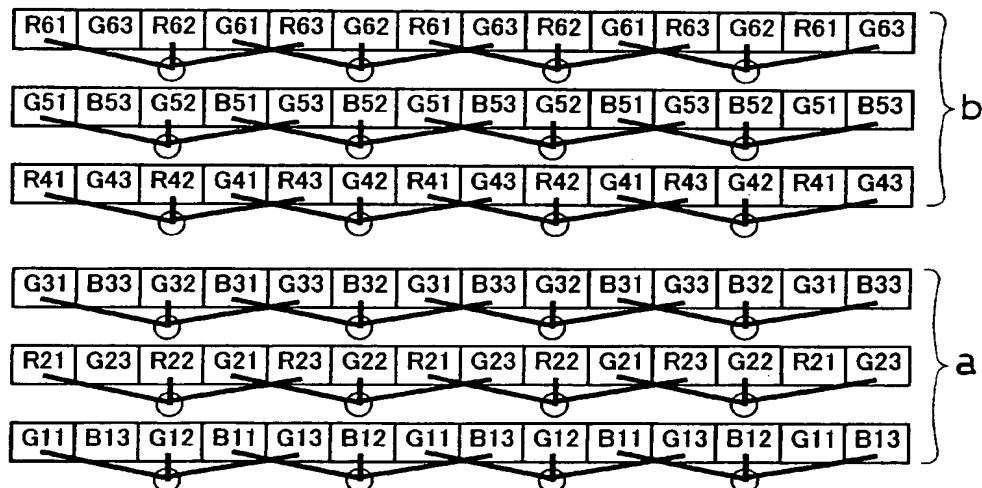 R61 G63 R62 G61 R63 G62 R61 G63 R62 G61 R63 G62 R61 G63
G51 B53 G52 B51 G53 B52 G51 B53 G52 B51 G53 B52 G51 B53
b
R41 G43 R42 G41 R43 G42 R41 G43 R42 G41 R43 G42 R41 G43
G31 B33 G32 B31 G33 B32 G31 B33 G32 B31 G33 B32 G31 B33
R21 G23 R22 G21 R23 G22 R21 G23 R22 G21 R23 G22 R21 G23
a
G11 B13 G12 B11 G13 B12 G11 B13 G12 B11 G13 B12 G11 B13